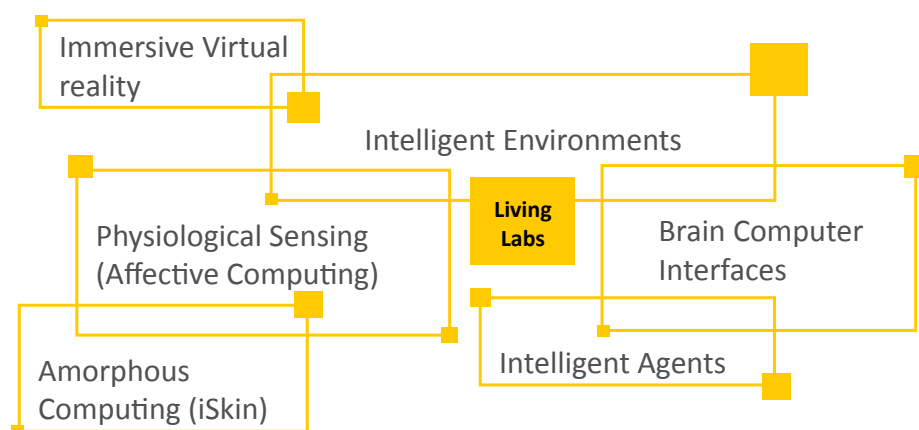 Immersive Virtual
reality
Intelligent Environments
Living
Labs
Physiological Sensing
(Affective Computing)
Brain Computer
Interfaces
Intelligent Agents
Amorphous
Computing (iSkin)